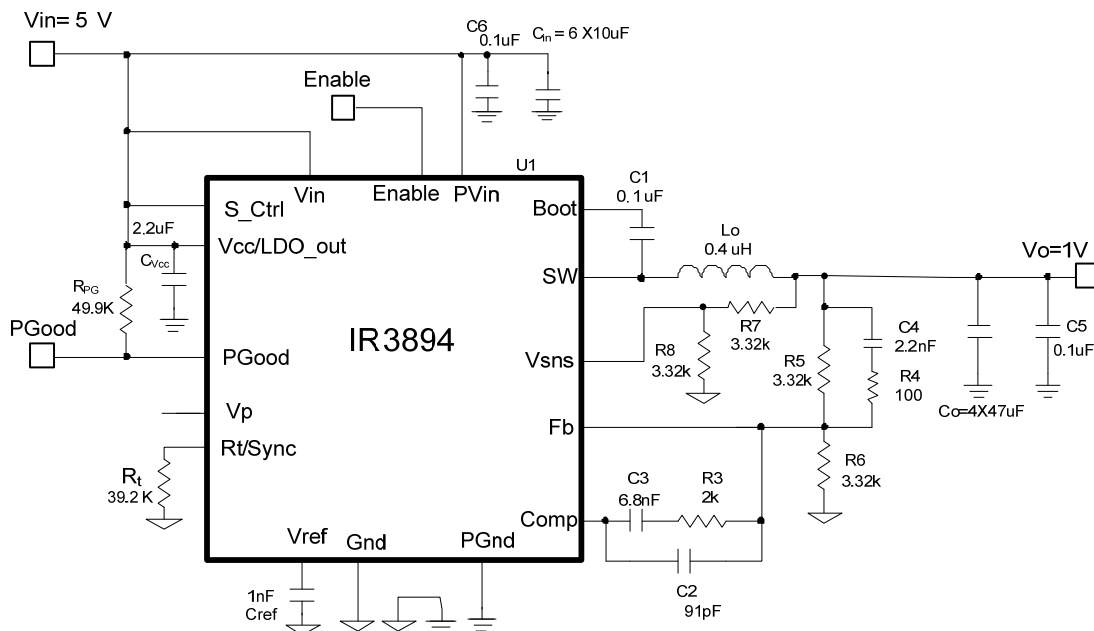 Vin= 5 V
C6
0.1uF
Cin = 6 X10uF
Enable
U1
Vin
Enable
PVin
S_Ctrl
Boot
C1
0.1uF
2.2uF
Vcc/LDO_out
CVcc
SW
Lo
0.4 uH
Vo=1V
RPG
49.9K
PGood
PGood
IR3894
Vsns
R8
3.32k
R7
3.32k
R5
3.32k
C4
2.2nF
R4
100
C5
0.1uF
Co=4X47uF
Vp
Fb
Rt/Sync
Rt
39.2 K
R6
3.32k
C3
6.8nF
R3
2k
Comp
Vref
Gnd
PGnd
1nF
Cref
C2
91pF